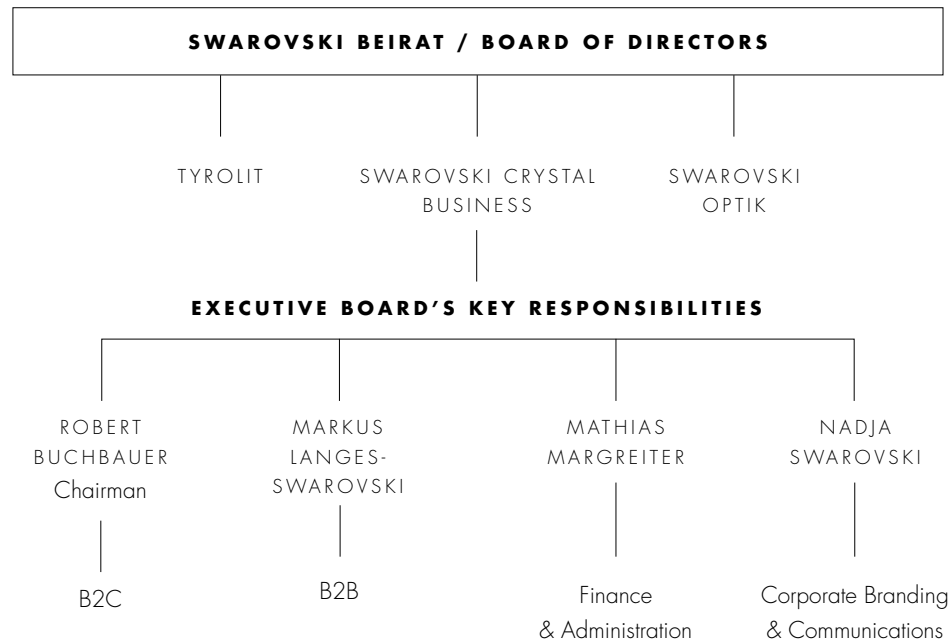 SWAROVSKI BEIRAT / BOARD OF DIRECTORS
TYROLIT
SWAROVSKI CRYSTAL
BUSINESS
SWAROVSKI
OPTIK
EXECUTIVE BOARD'S KEY RESPONSIBILITIES
ROBERT
BUCHBAUER
Chairman
MARKUS
LANGES-
SWAROVSKI
MATHIAS
MARGREITER
NADJA
SWAROVSKI
B2C
B2B
Finance
& Administration
Corporate Branding
& Communications